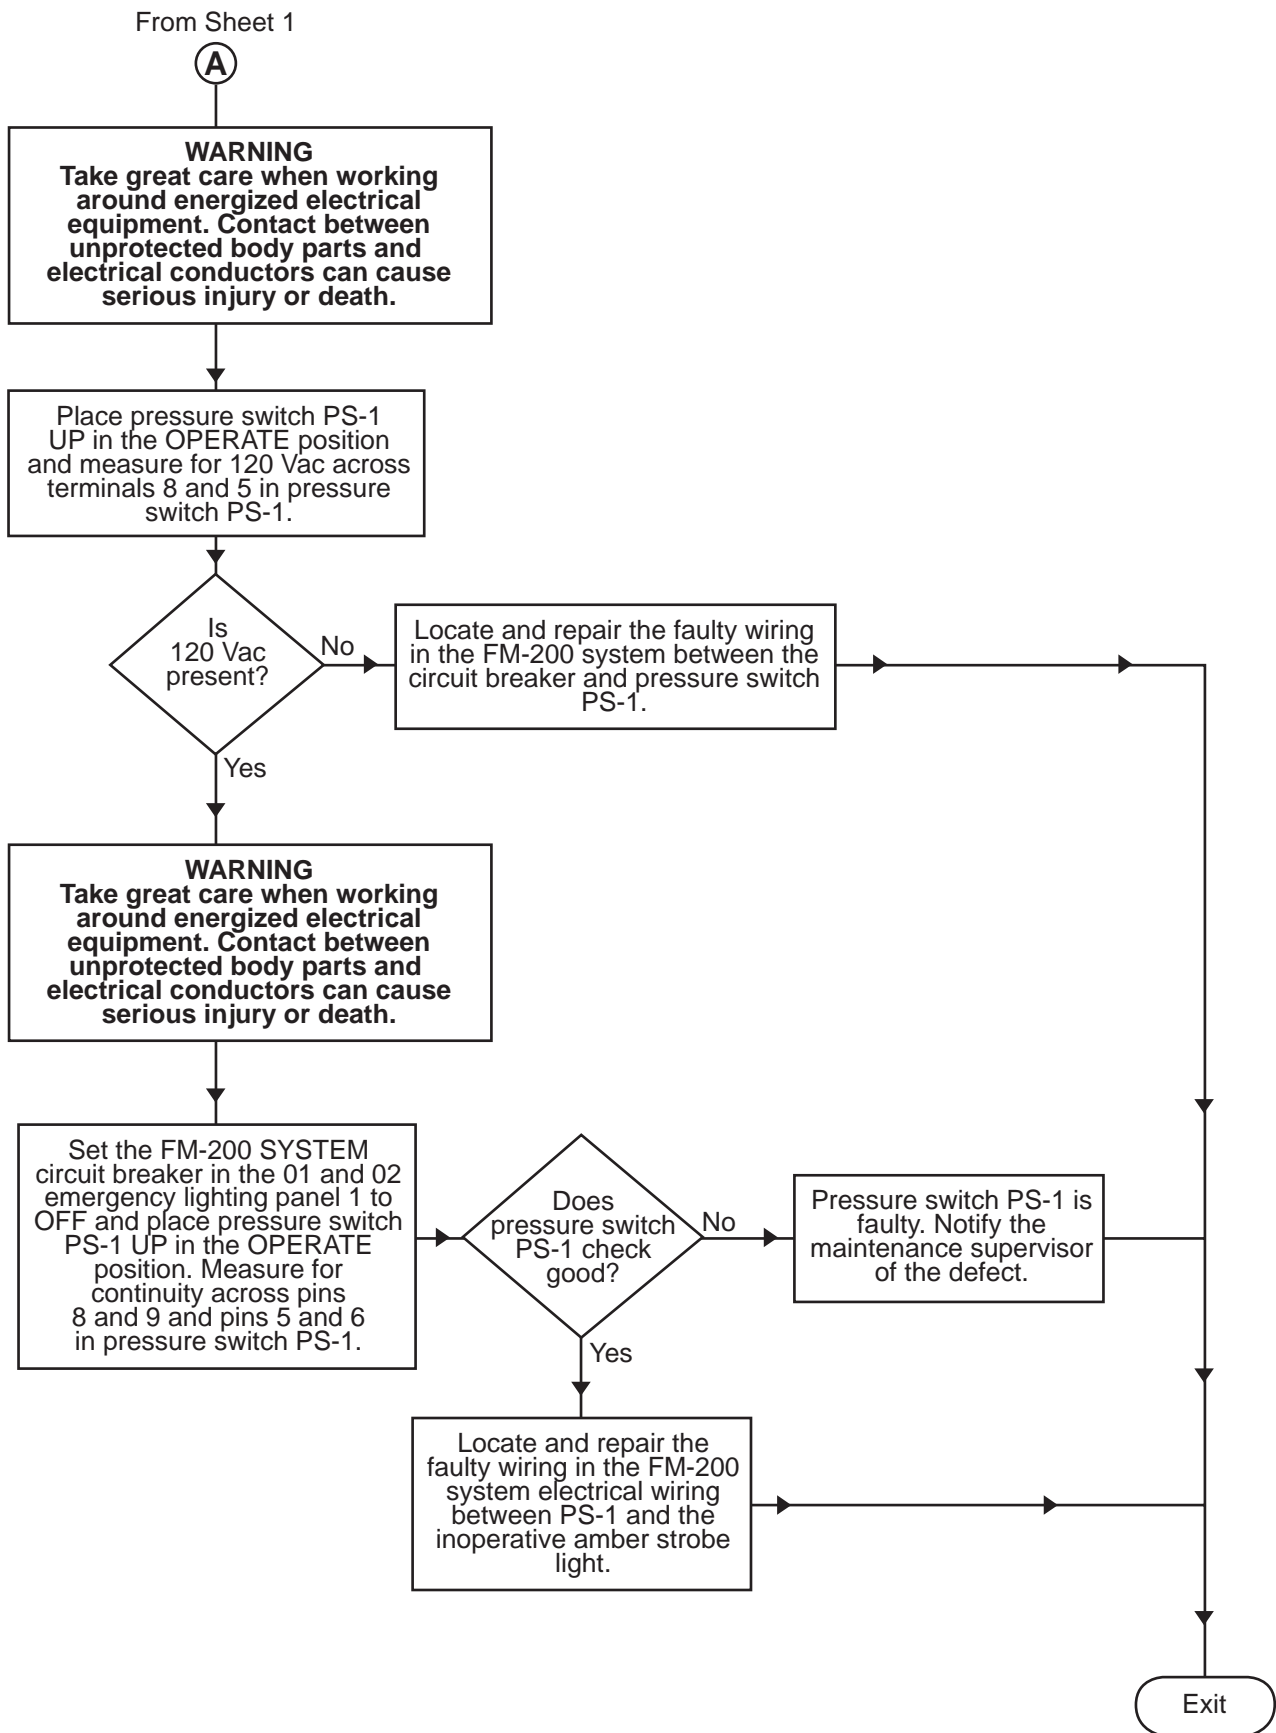 From Sheet 1
A
WARNING
Take great care when working
around energized electrical
equipment. Contact between
unprotected body parts and
electrical conductors can cause
serious injury or death.
Place pressure switch PS-1
UP in the OPERATE position
and measure for 120 Vac across
terminals 8 and 5 in pressure
switch PS-1.
Is
120 Vac
present?
No
Locate and repair the faulty wiring
in the FM-200 system between the
circuit breaker and pressure switch
PS-1.
Yes
WARNING
Take great care when working
around energized electrical
equipment. Contact between
unprotected body parts and
electrical conductors can cause
serious injury or death.
Set the FM-200 SYSTEM
circuit breaker in the 01 and 02
emergency lighting panel 1 to
OFF and place pressure switch
PS-1 UP in the OPERATE
position. Measure for
continuity across pins
8 and 9 and pins 5 and 6
in pressure switch PS-1.
Does
pressure switch
PS-1 check
good?
No
Pressure switch PS-1 is
faulty. Notify the
maintenance supervisor
of the defect.
Yes
Locate and repair the
faulty wiring in the FM-200
system electrical wiring
between PS-1 and the
inoperative amber strobe
light.
Exit